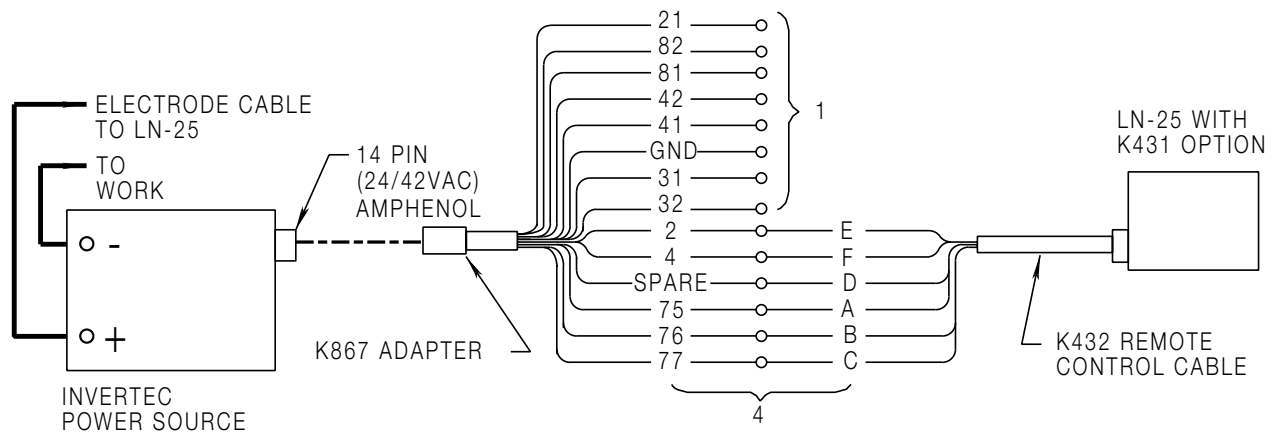 21
82
81
42
41
GND
31
32
2
4
SPARE
75
76
77
1
ELECTRODE CABLE
TO LN-25
TO
WORK
14 PIN
(24/42VAC)
AMPHENOL
-
+
K867 ADAPTER
INVERTEC
POWER SOURCE
E
F
D
A
B
C
4
LN-25 WITH
K431 OPTION
K432 REMOTE
CONTROL CABLE